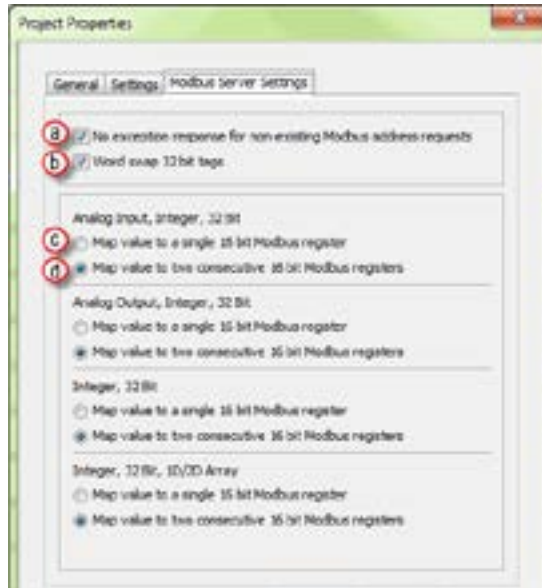 Project Properties
General Settings Modbus Server Settings
a No exception response for non-existing Modbus address requests
b Word swap 32 bit tags
Analog Input, Integer, 32 Bit
c Map value to a single 16 bit Modbus register
d Map value to two consecutive 16 bit Modbus registers
Analog Output, Integer, 32 Bit
Map value to a single 16 bit Modbus register
Map value to two consecutive 16 bit Modbus registers
Integer, 32 Bit
Map value to a single 16 bit Modbus register
Map value to two consecutive 16 bit Modbus registers
Integer, 32 Bit, 1D/2D Array
Map value to a single 16 bit Modbus register
Map value to two consecutive 16 bit Modbus registers